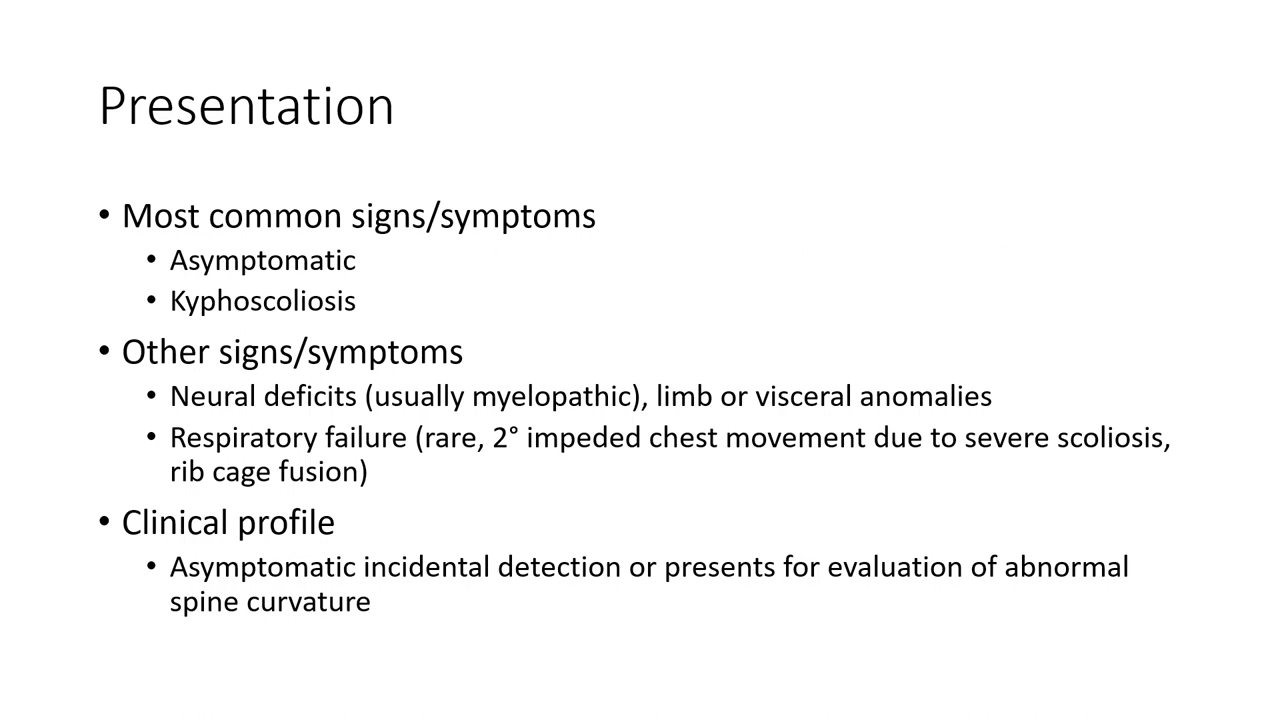 Presentation
• Most common signs/symptoms
• Asymptomatic
• Kyphoscoliosis
• Other signs/symptoms
• Neural deficits (usually myelopathic), limb or visceral anomalies
• Respiratory failure (rare, 2° impeded chest movement due to severe scoliosis,
rib cage fusion)
• Clinical profile
• Asymptomatic incidental detection or presents for evaluation of abnormal
spine curvature